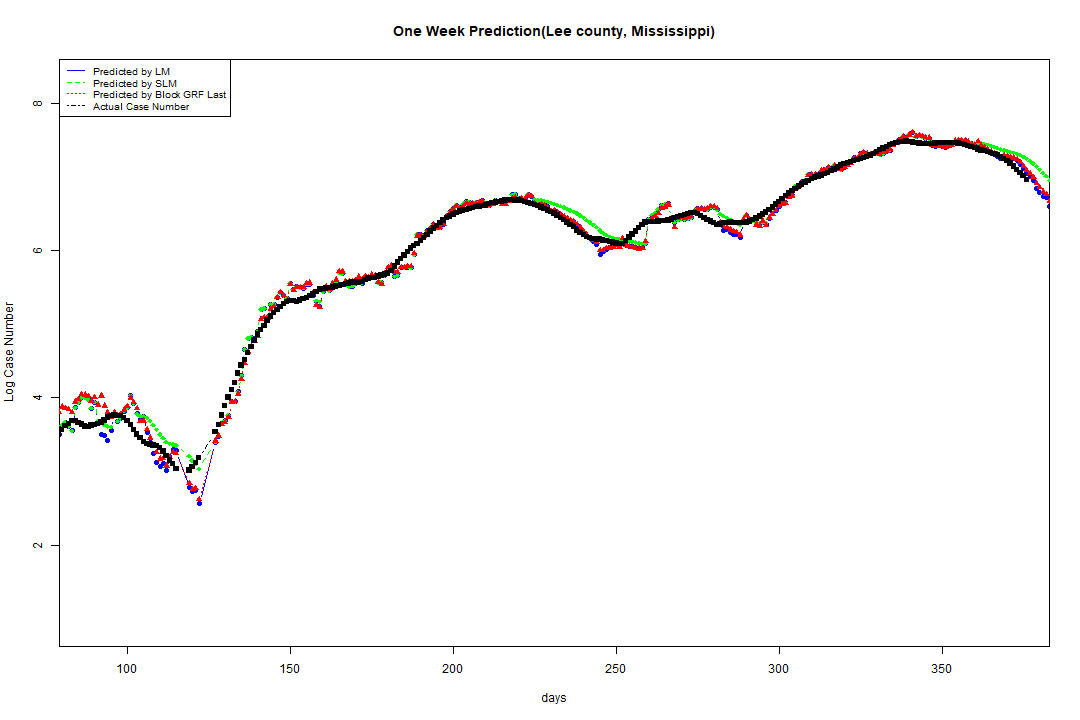 One Week Prediction(Lee county, Mississippi)
Predicted by LM
Predicted by SLM
Predicted by Block GRF Last
Actual Case Number
8
6
4
2
Log Case Number
100 150 200 250 300 350
days